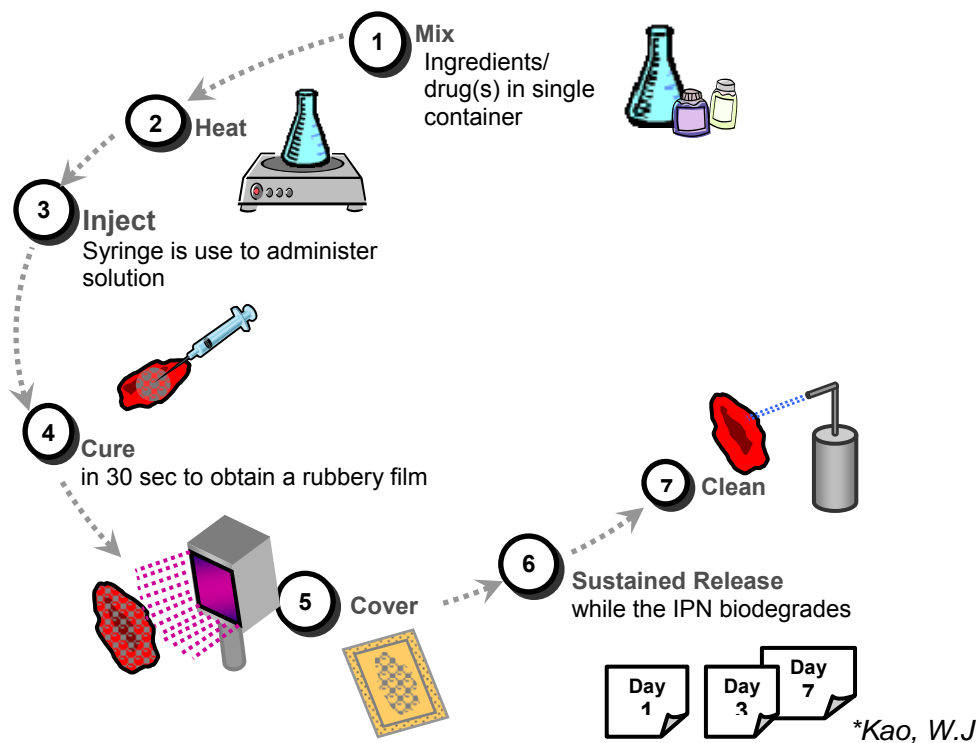 1 Mix
Ingredients/
drug(s) in single
container
2 Heat
3 Inject
Syringe is use to administer
solution
4
Cure
in 30 sec to obtain a rubbery film
5 Cover
6
Sustained Release
while the IPN biodegrades
7 Clean
Day
1
Day
3
Day
7
*Kao, W.J